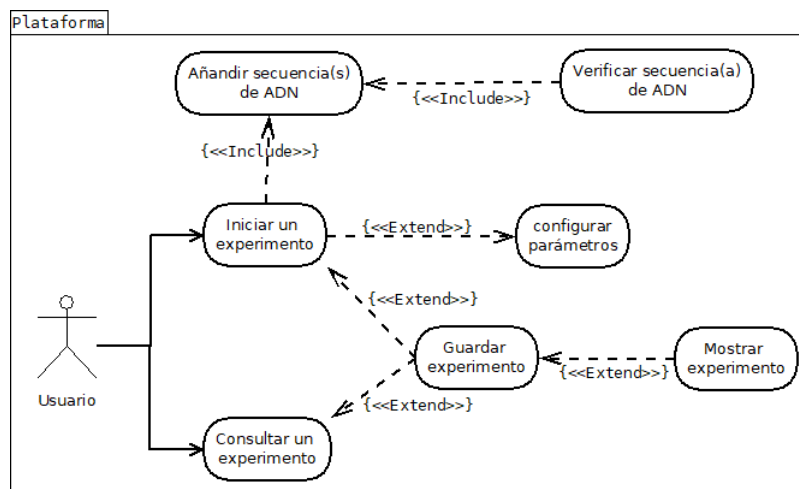 Plataforma
Añandir secuencia(s)
de ADN
Verificar secuencia(a)
de ADN
{<<Include>>}
{<<Include>>}
Iniciar un
experimento
{<<Extend>>}
configurar
parámetros
{<<Extend>>}
Guardar
experimento
Mostrar
experimento
{<<Extend>>}
Usuario
{<<Extend>>}
Consultar un
experimento